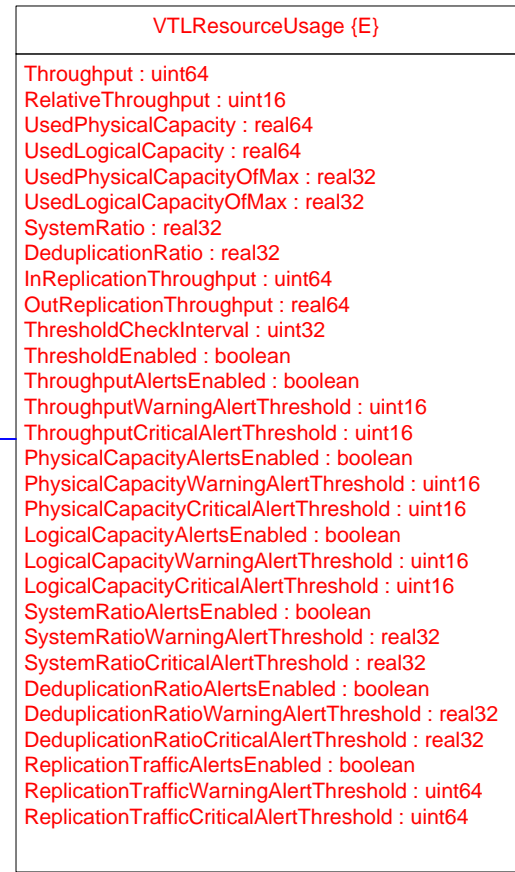 VTLResourceUsage {E}
Throughput : uint64
RelativeThroughput : uint16
UsedPhysicalCapacity : real64
UsedLogicalCapacity : real64
UsedPhysicalCapacityOfMax : real32
UsedLogicalCapacityOfMax : real32
SystemRatio : real32
DeduplicationRatio : real32
InReplicationThroughput : uint64
OutReplicationThroughput : real64
ThresholdCheckInterval : uint32
ThresholdEnabled : boolean
ThroughputAlertsEnabled : boolean
ThroughputWarningAlertThreshold : uint16
ThroughputCriticalAlertThreshold : uint16
PhysicalCapacityAlertsEnabled : boolean
PhysicalCapacityWarningAlertThreshold : uint16
PhysicalCapacityCriticalAlertThreshold : uint16
LogicalCapacityAlertsEnabled : boolean
LogicalCapacityWarningAlertThreshold : uint16
LogicalCapacityCriticalAlertThreshold : uint16
SystemRatioAlertsEnabled : boolean
SystemRatioWarningAlertThreshold : real32
SystemRatioCriticalAlertThreshold : real32
DeduplicationRatioAlertsEnabled : boolean
DeduplicationRatioWarningAlertThreshold : real32
DeduplicationRatioCriticalAlertThreshold : real32
ReplicationTrafficAlertsEnabled : boolean
ReplicationTrafficWarningAlertThreshold : uint64
ReplicationTrafficCriticalAlertThreshold : uint64